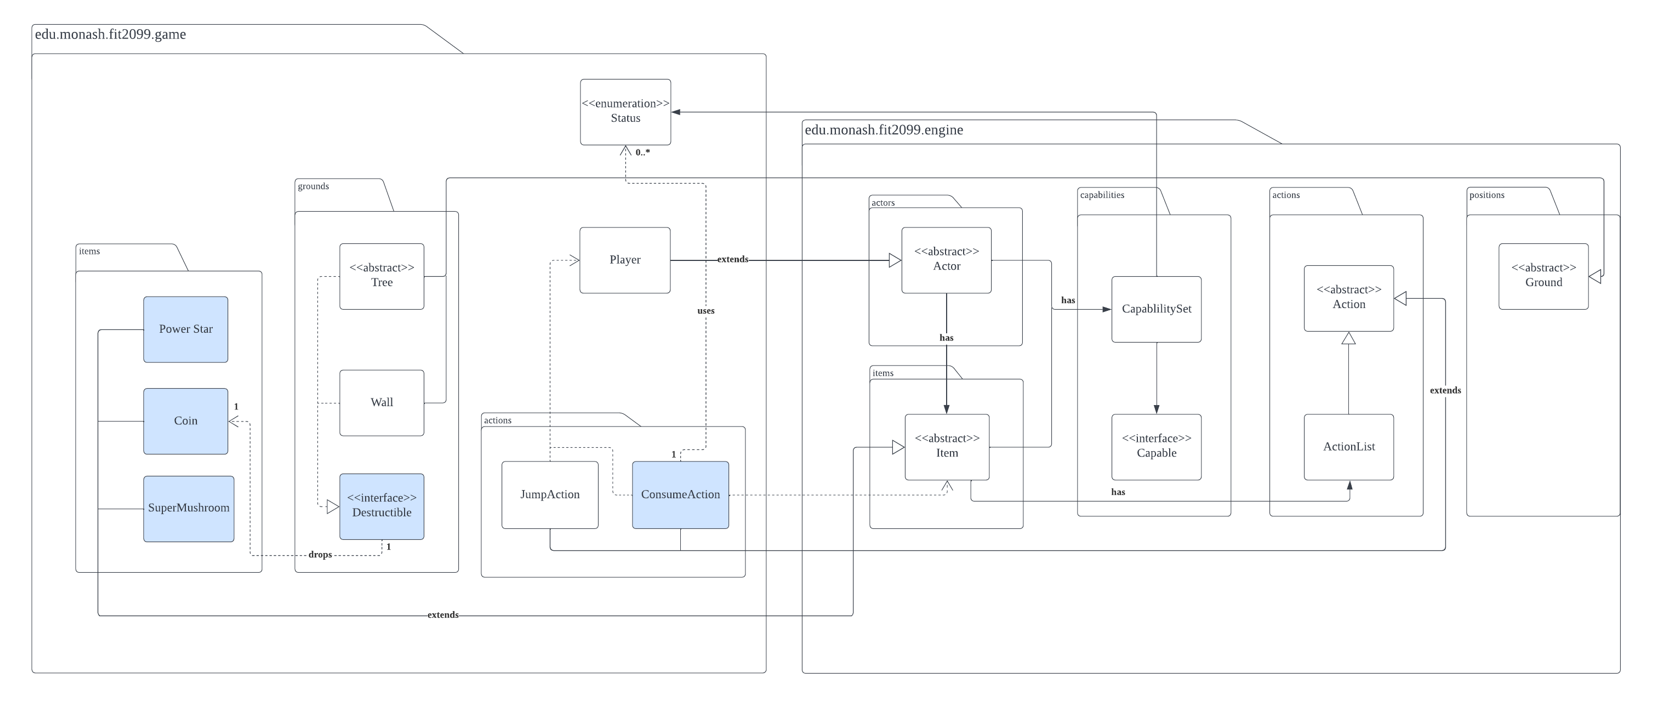 edu.monash.fit2099.game
<<enumeration>>
Status
0..*
edu.monash.fit2099.engine
grounds
items
<<abstract>>
Tree
Player
extends
uses
Power Star
Wall
Coin
1
actions
1
JumpAction
ConsumeAction
SuperMushroom
<<interface>>
Destructible
1
drops
extends
actors
<<abstract>>
Actor
has
items
<<abstract>>
Item
has
capabilities
CapablilitySet
<<interface>>
Capable
has
actions
<<abstract>>
Action
ActionList
extends
positions
<<abstract>>
Ground